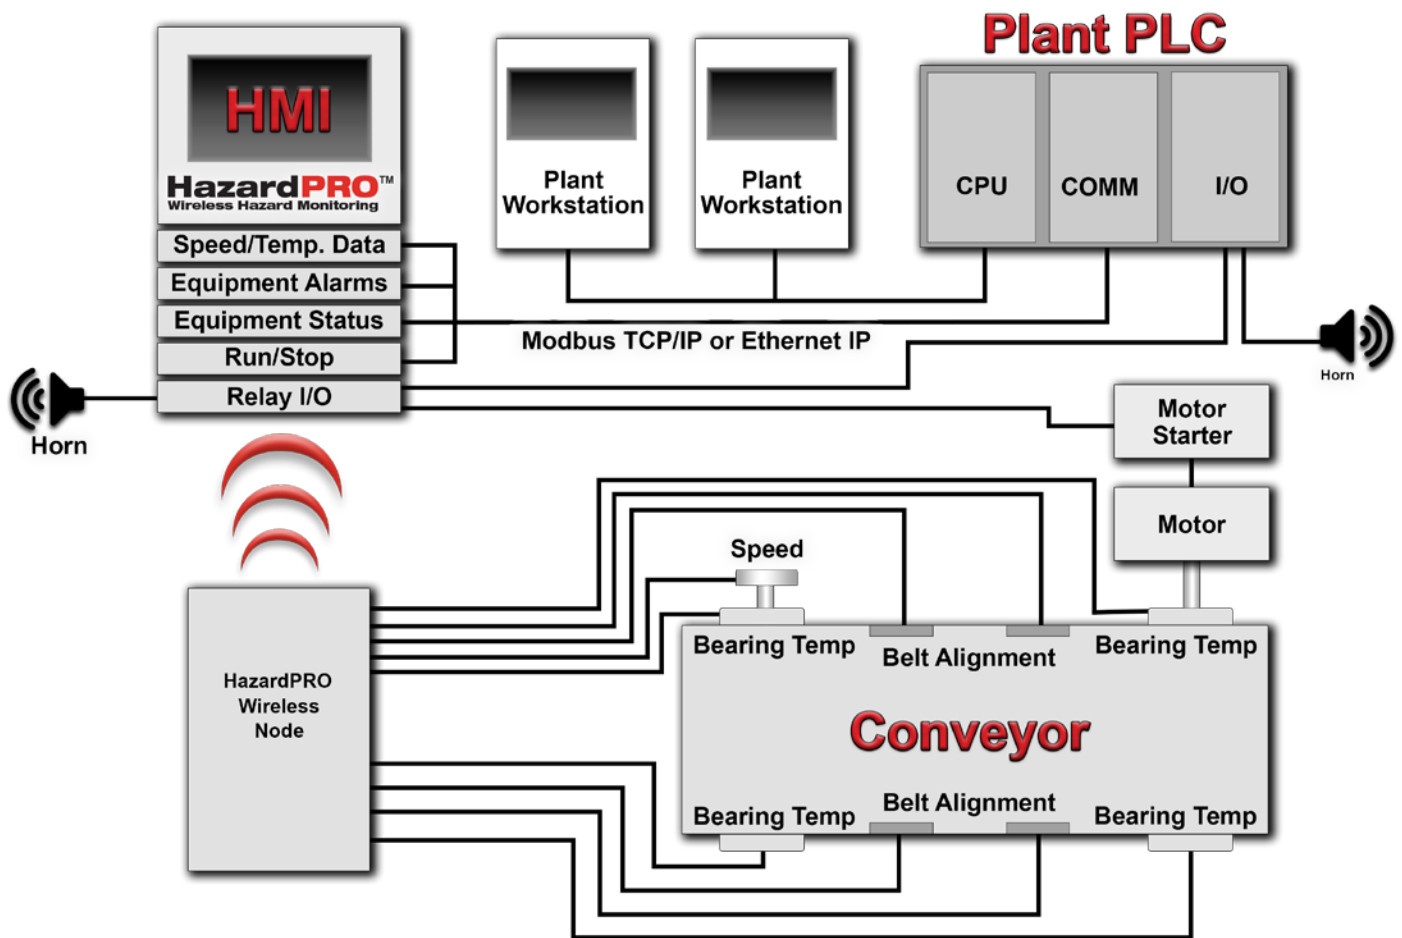 Plant PLC
HMI
HazardPRO™
Wireless Hazard Monitoring
Plant
Workstation
Plant
Workstation
CPU
COMM
I/O
Speed/Temp. Data
Equipment Alarms
Equipment Status
Run/Stop
Relay I/O
Modbus TCP/IP or Ethernet IP
Horn
Horn
Motor
Starter
Motor
Speed
HazardPRO
Wireless
Node
Bearing Temp
Belt Alignment
Bearing Temp
Conveyor
Bearing Temp
Belt Alignment
Bearing Temp